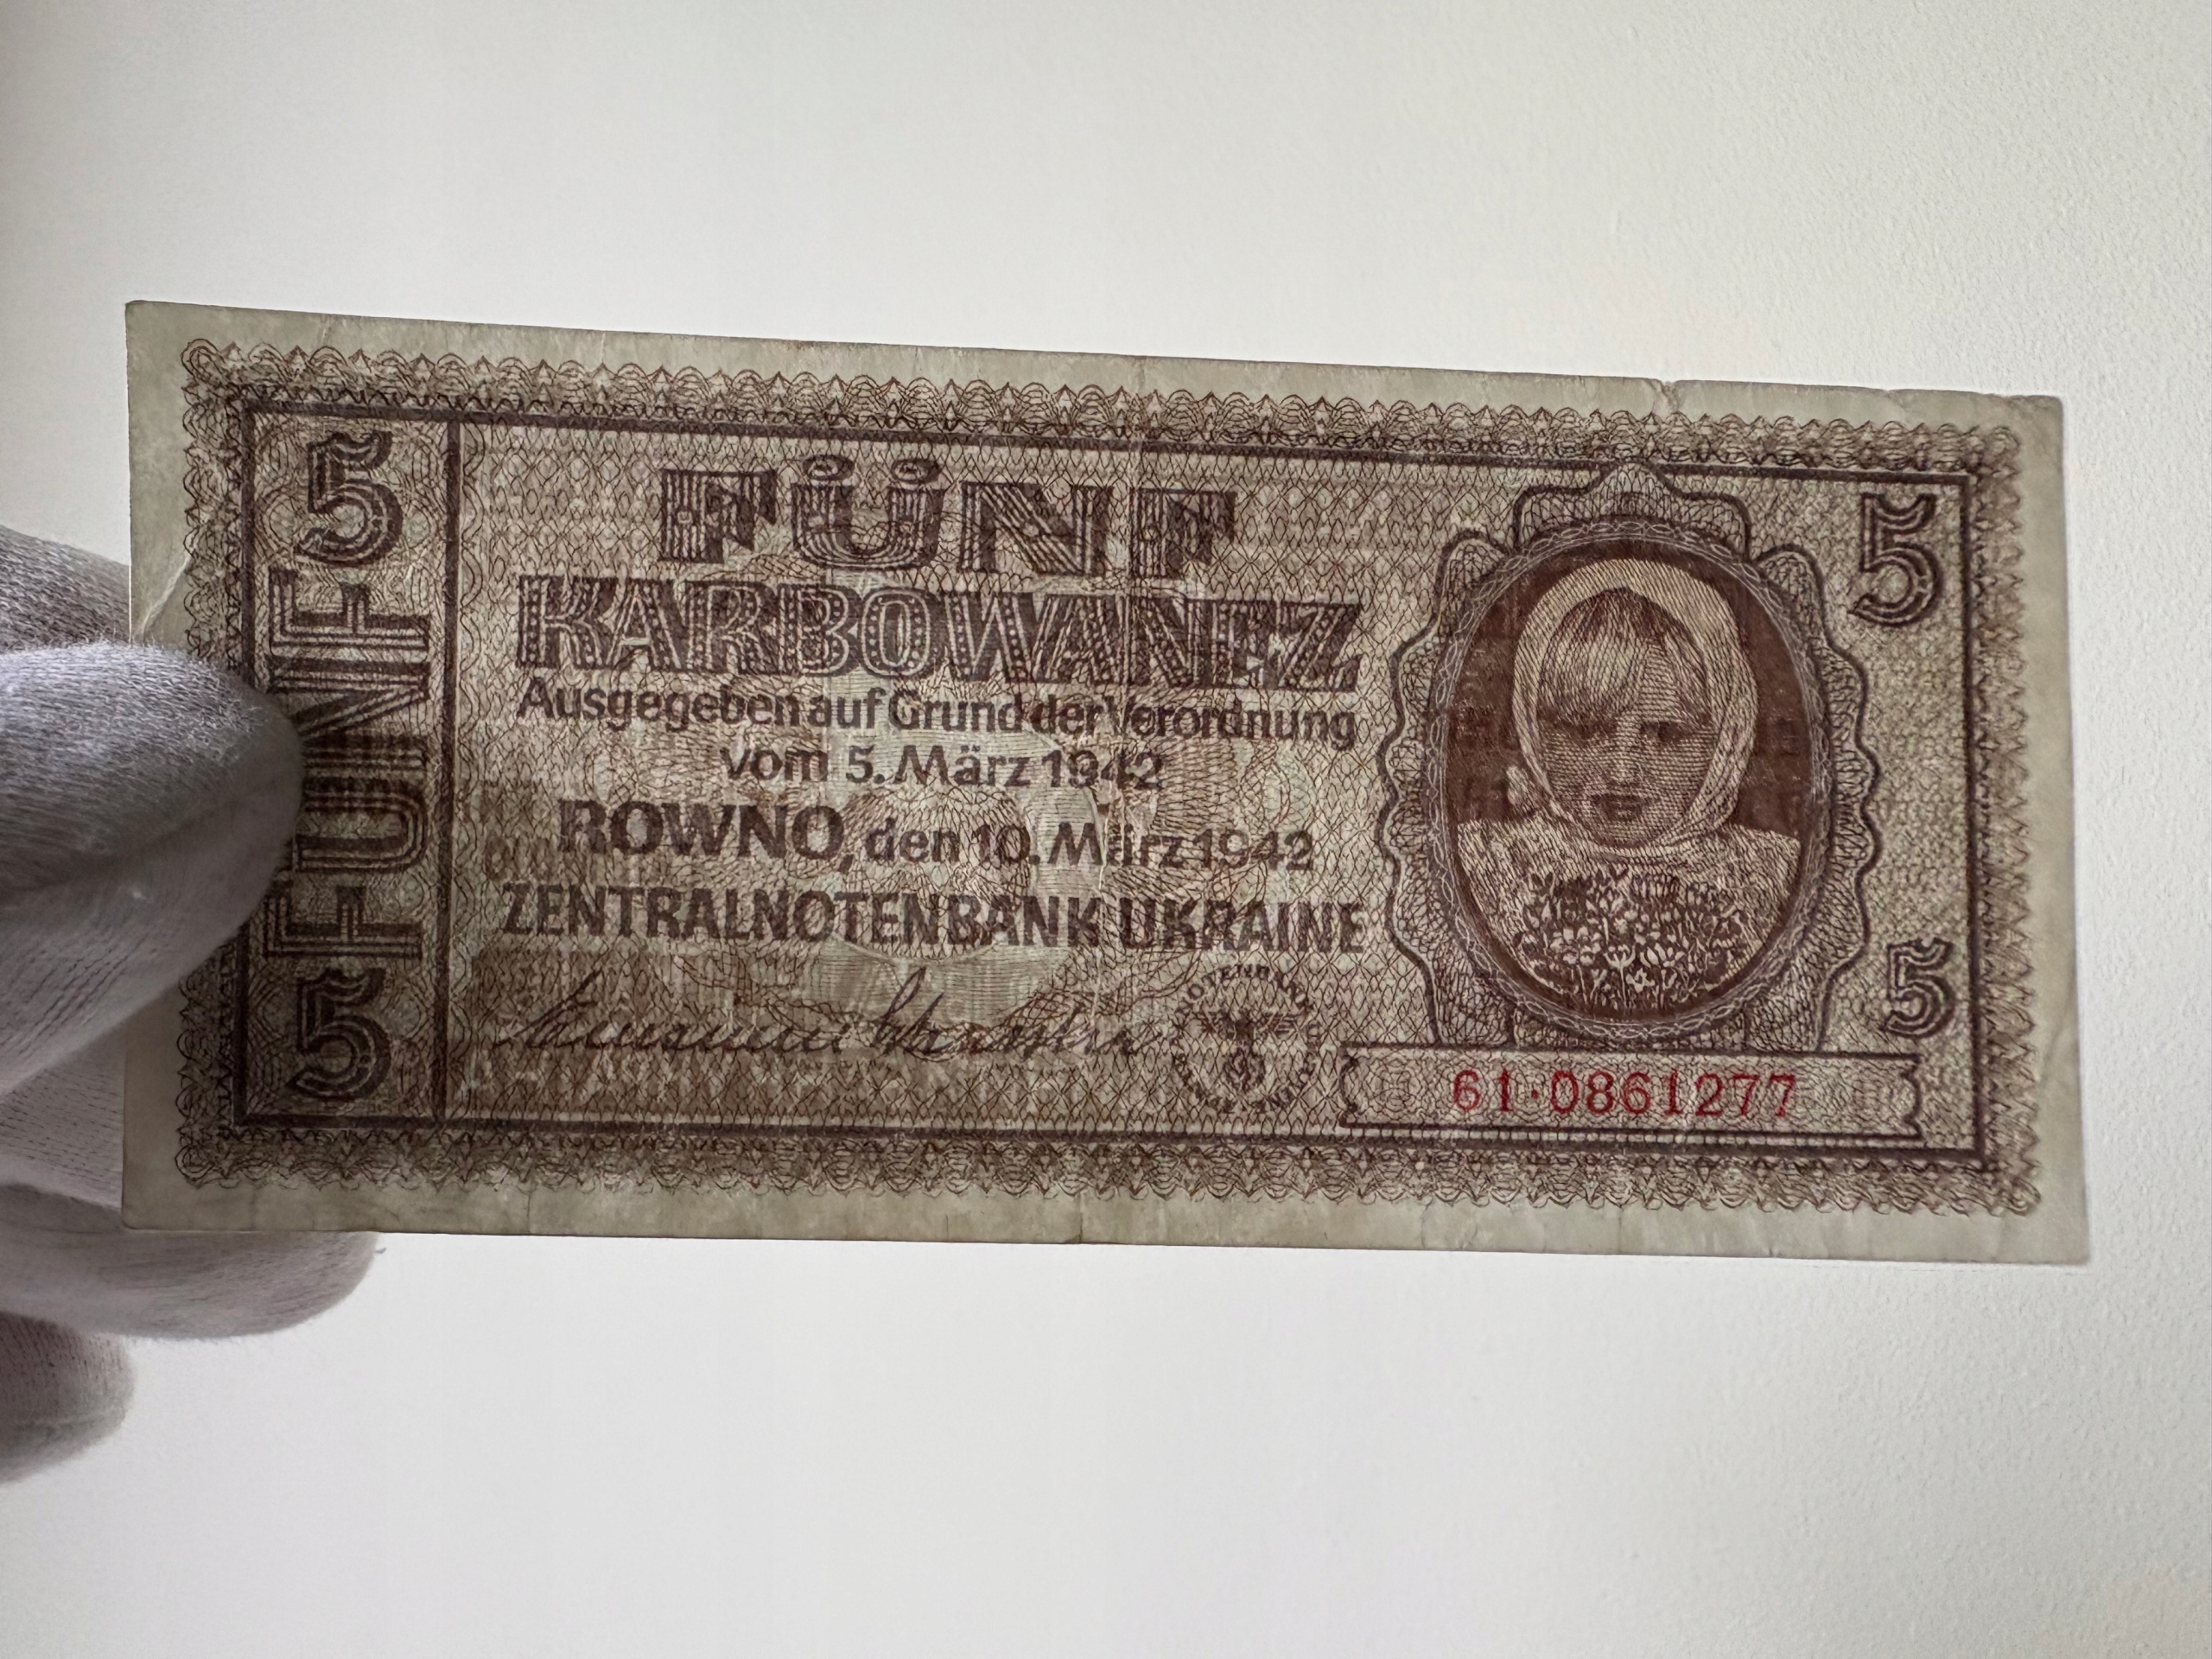 5
FÜNF
5
FÜNF
KARBOWANEZ
Ausgegeben auf Grund der Verordnung
vom 5. März 1942
ROWNO, den 10. März 1942
ZENTRALNOTENBANK UKRAINE
5
5
61·0861277